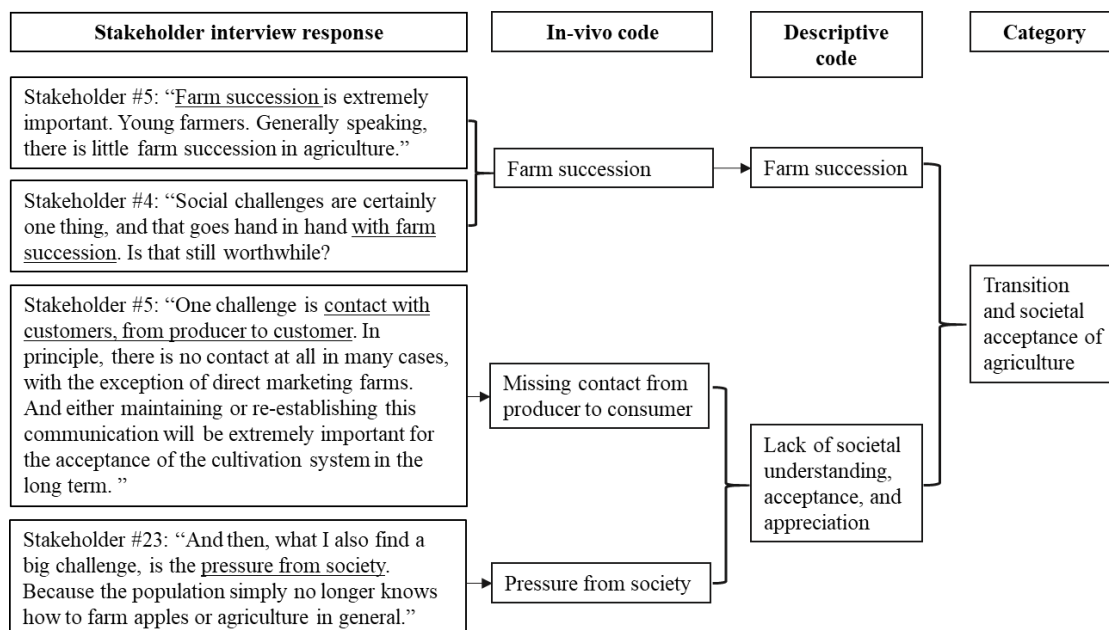 Stakeholder interview response
In-vivo code
Descriptive
code
Category
Stakeholder #5: “Farm succession is extremely
important. Young farmers. Generally speaking,
there is little farm succession in agriculture.”
Stakeholder #4: “Social challenges are certainly
one thing, and that goes hand in hand with farm
succession. Is that still worthwhile?
Farm succession
Farm succession
Stakeholder #5: “One challenge is contact with
customers, from producer to customer. In
principle, there is no contact at all in many cases,
with the exception of direct marketing farms.
And either maintaining or re-establishing this
communication will be extremely important for
the acceptance of the cultivation system in the
long term. ”
Missing contact from
producer to consumer
Stakeholder #23: “And then, what I also find a
big challenge, is the pressure from society.
Because the population simply no longer knows
how to farm apples or agriculture in general.”
Pressure from society
Lack of societal
understanding,
acceptance, and
appreciation
Transition
and societal
acceptance of
agriculture